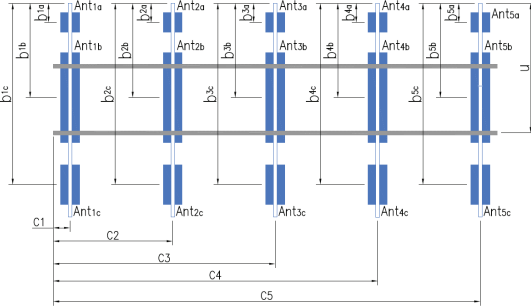 Ant1a Ant2a Ant3a Ant4a Ant5a
b1a b2a b3a b4a b5a
Ant1b Ant2b Ant3b Ant4b Ant5b
b1b b2b b3b b4b b5b
u
b1c b2c b3c b4c b5c
Ant1c Ant2c Ant3c Ant4c Ant5c
C1
C2
C3
C4
C5